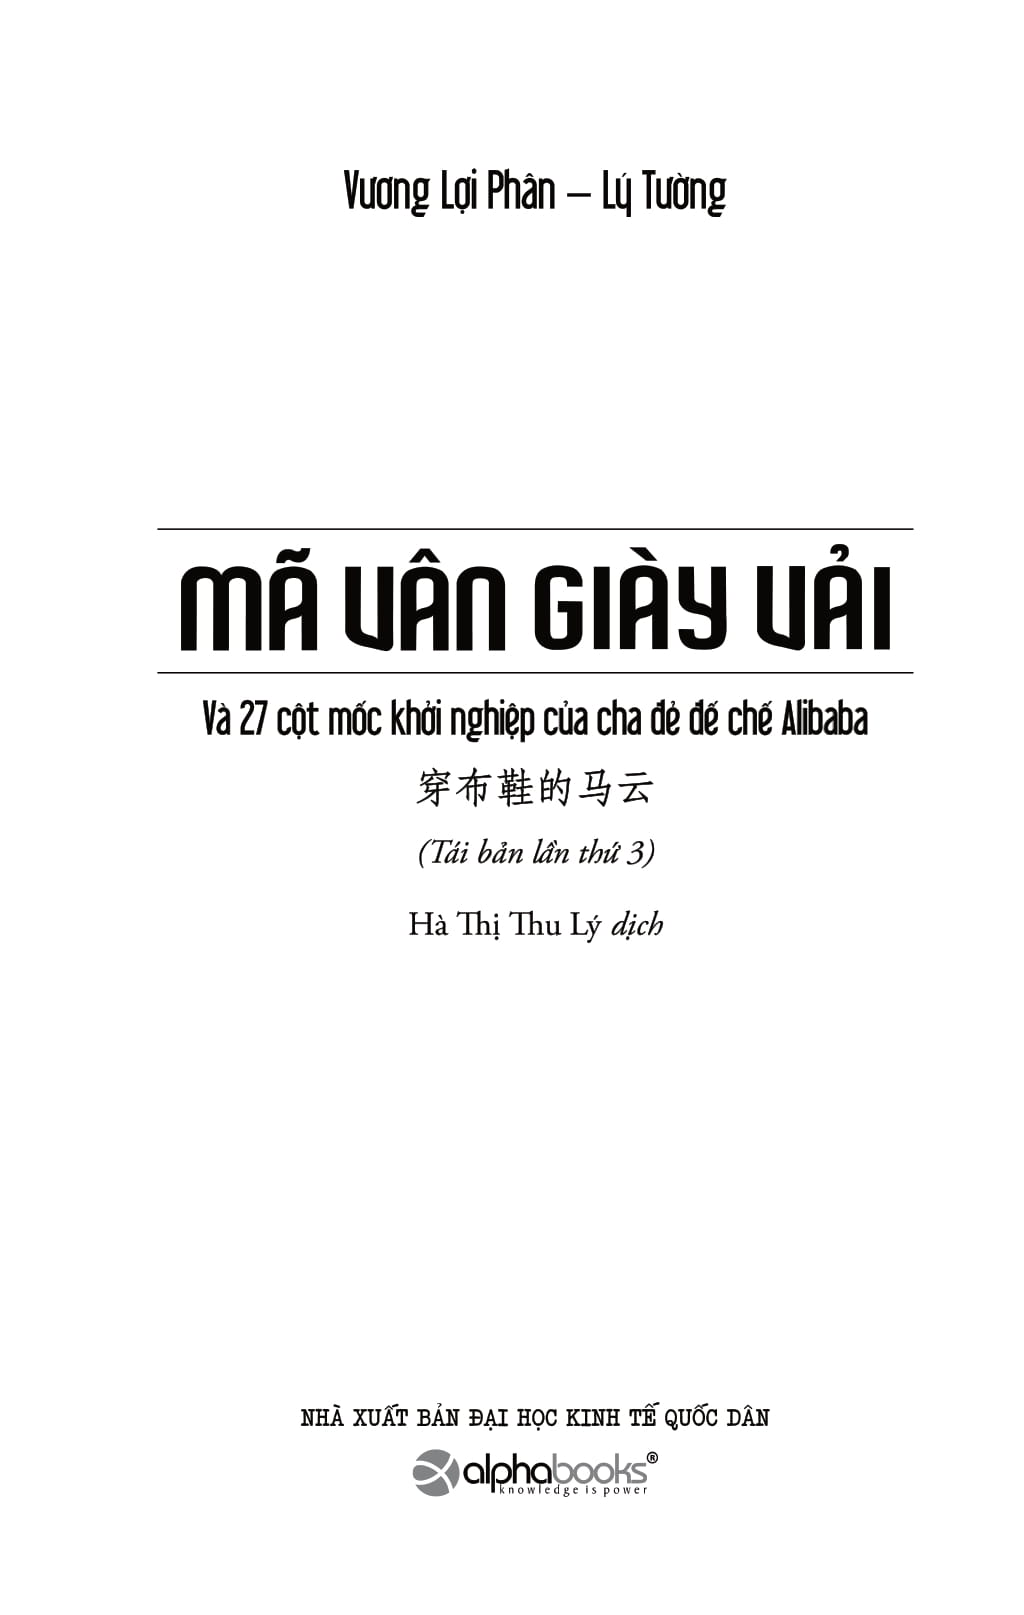 Vương Lợi Phân – Lý Tường
MÃ VÂN GIÀY VẢI
Và 27 cột mốc khởi nghiệp của cha đẻ đế chế Alibaba
穿布鞋的马云
(Tái bản lần thứ 3)
Hà Thị Thu Lý dịch
NHÀ XUẤT BẢN ĐẠI HỌC KINH TẾ QUỐC DÂN
alphabooks®
knowledge is power